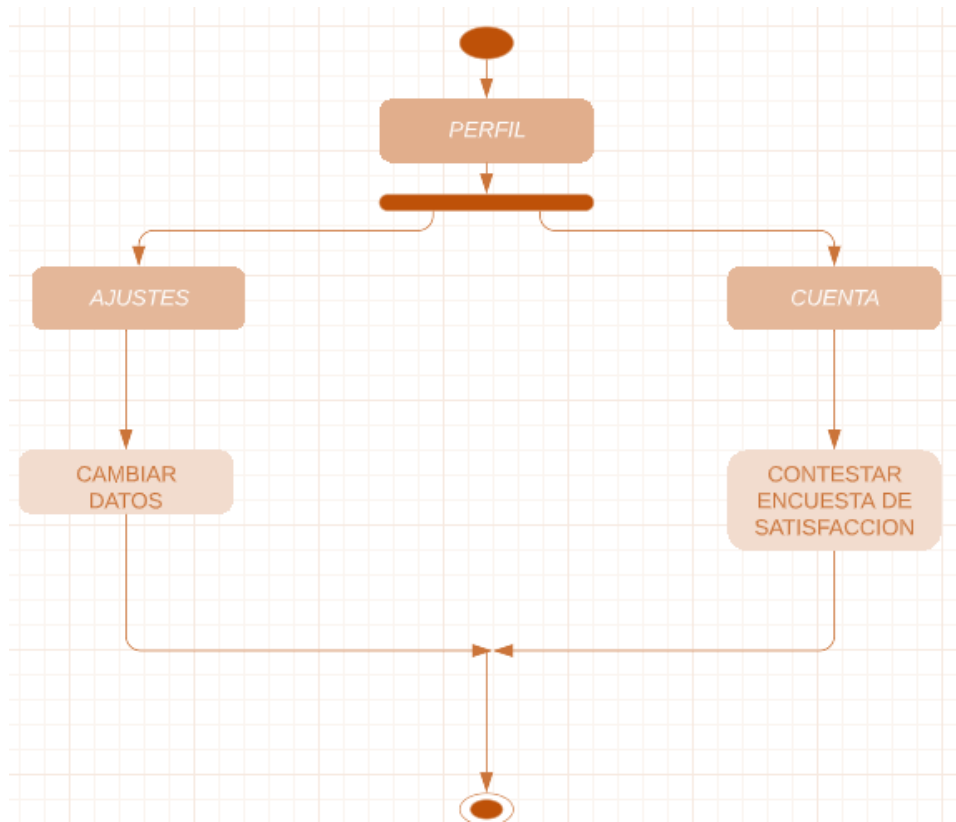 PERFIL
AJUSTES
CUENTA
CAMBIAR
DATOS
CONTESTAR
ENCUESTA DE
SATISFACCION